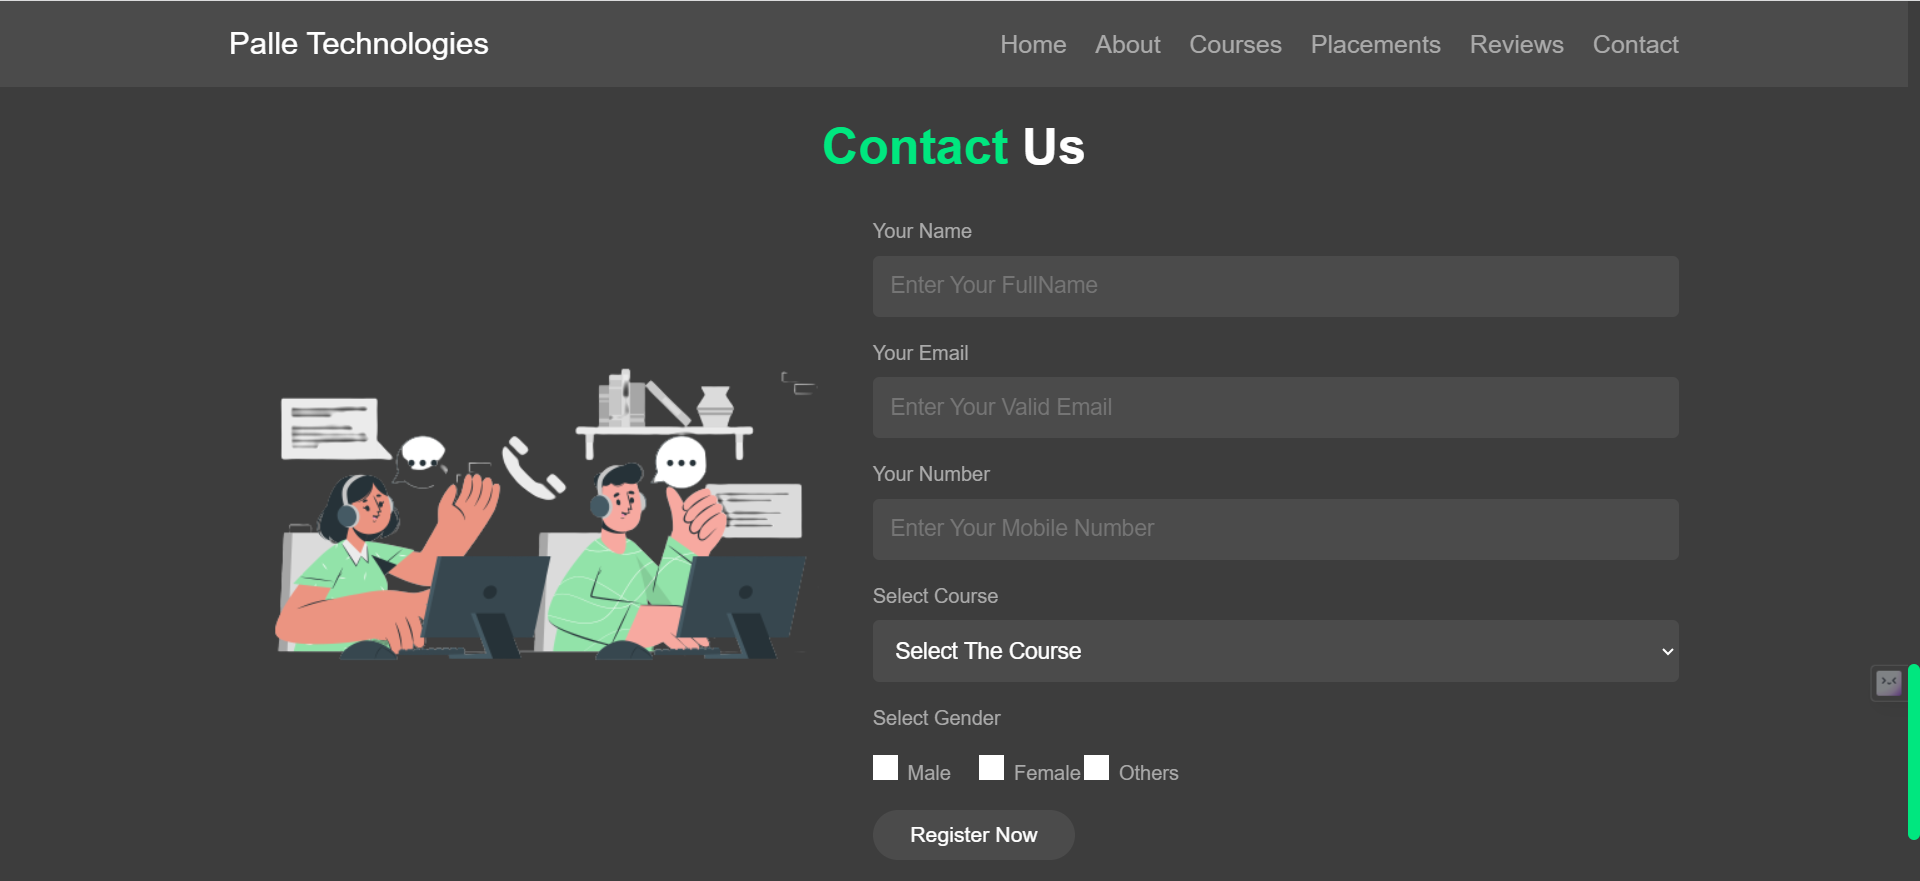 Palle Technologies
Home About Courses Placements Reviews Contact
Contact Us
Your Name
Enter Your FullName
Your Email
Enter Your Valid Email
Your Number
Enter Your Mobile Number
Select Course
Select The Course
Select Gender
Male Female Others
Register Now